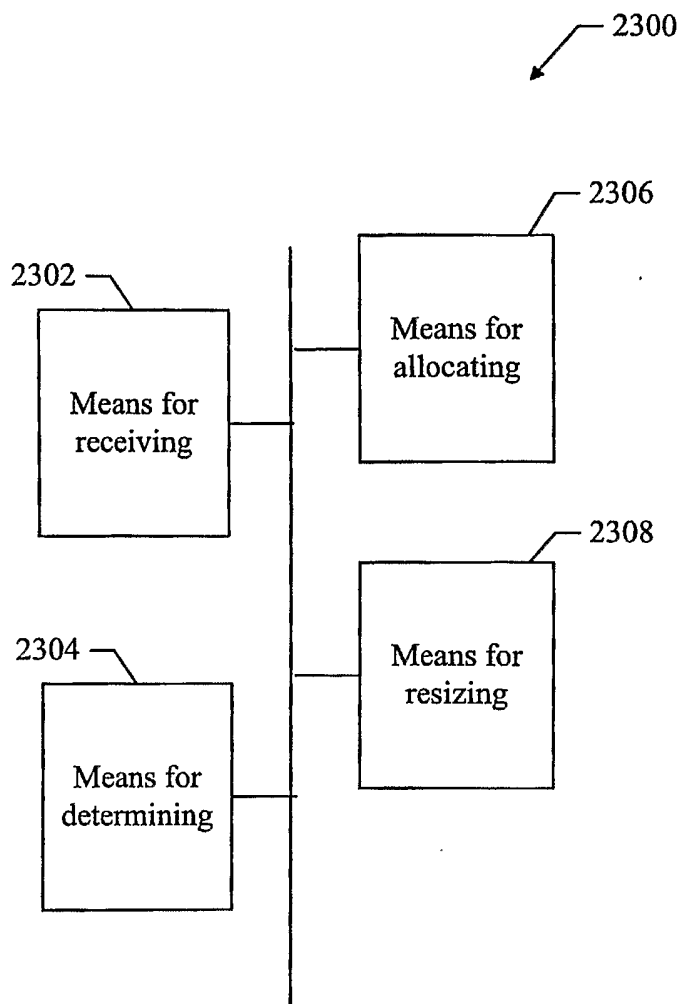 2300
2306
2302
Means for
allocating
Means for
receiving
2308
2304
Means for
resizing
Means for
determining